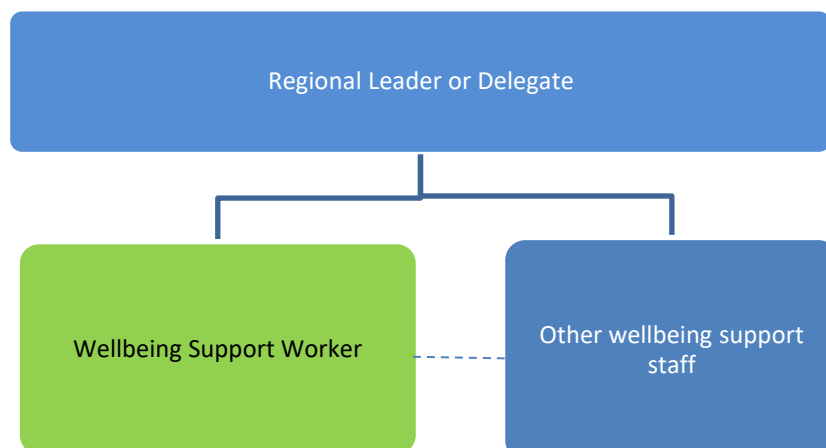 Regional Leader or Delegate
Wellbeing Support Worker
Other wellbeing support
staff